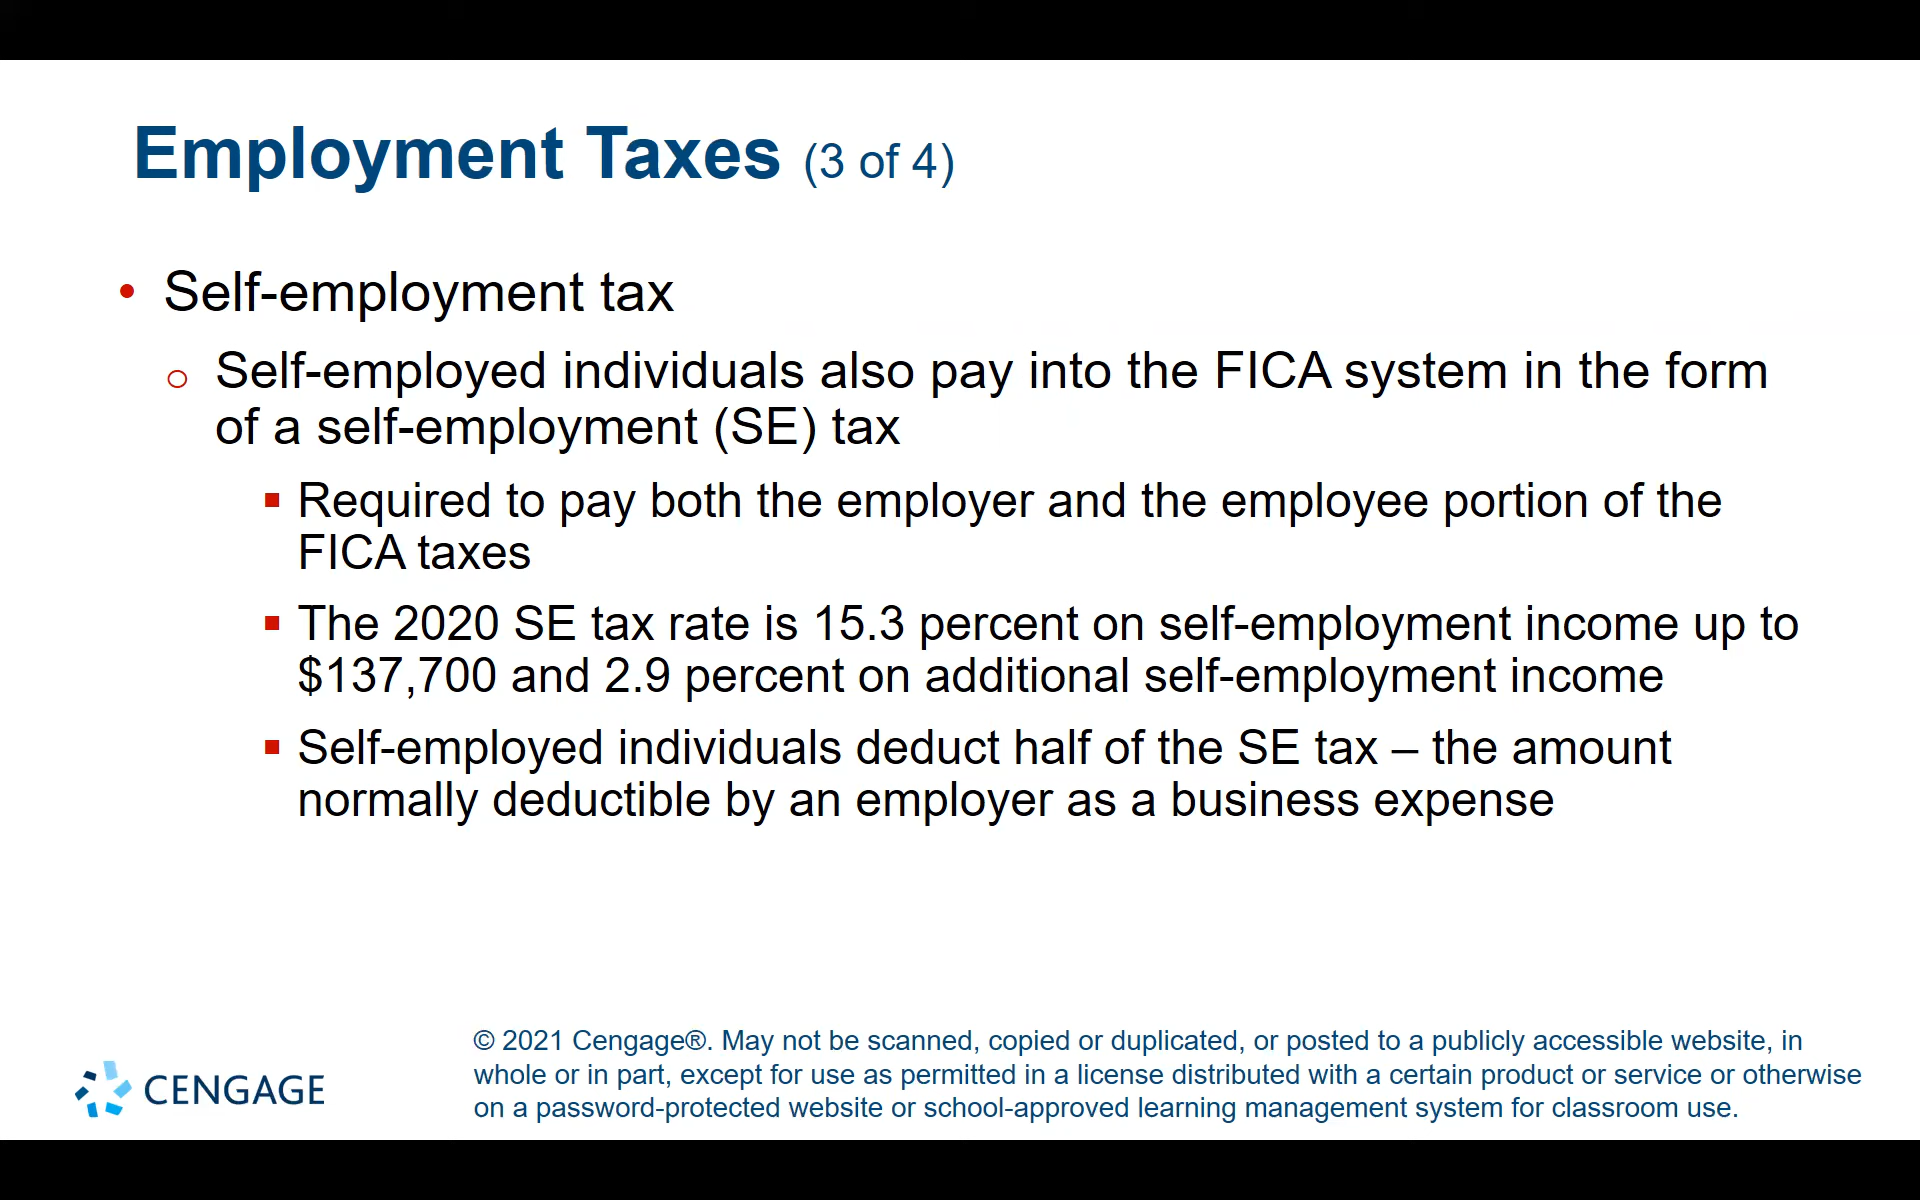 Employment Taxes (3 of 4)
• Self-employment tax
o Self-employed individuals also pay into the FICA system in the form
of a self-employment (SE) tax
▪ Required to pay both the employer and the employee portion of the
FICA taxes
▪ The 2020 SE tax rate is 15.3 percent on self-employment income up to
$137,700 and 2.9 percent on additional self-employment income
▪ Self-employed individuals deduct half of the SE tax – the amount
normally deductible by an employer as a business expense
CENGAGE
© 2021 Cengage®. May not be scanned, copied or duplicated, or posted to a publicly accessible website, in
whole or in part, except for use as permitted in a license distributed with a certain product or service or otherwise
on a password-protected website or school-approved learning management system for classroom use.